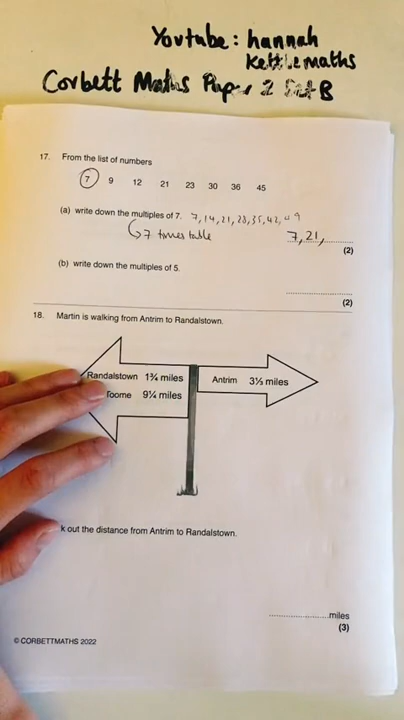 Youtube: hannah
Kettlemaths
Corbett Maths Paper 2 Set B
17. From the list of numbers
7 9 12 21 23 30 36 45
(a) write down the multiples of 7. 7,14,21,28,35,42,49
↳7 times table 7,21,
(2)
(b) write down the multiples of 5.
(2)
18. Martin is walking from Antrim to Randalstown.
Randalstown 1¾ miles
Toome 9¼ miles
Antrim 3⅓ miles
k out the distance from Antrim to Randalstown.
miles
(3)
© CORBETTMATHS 2022